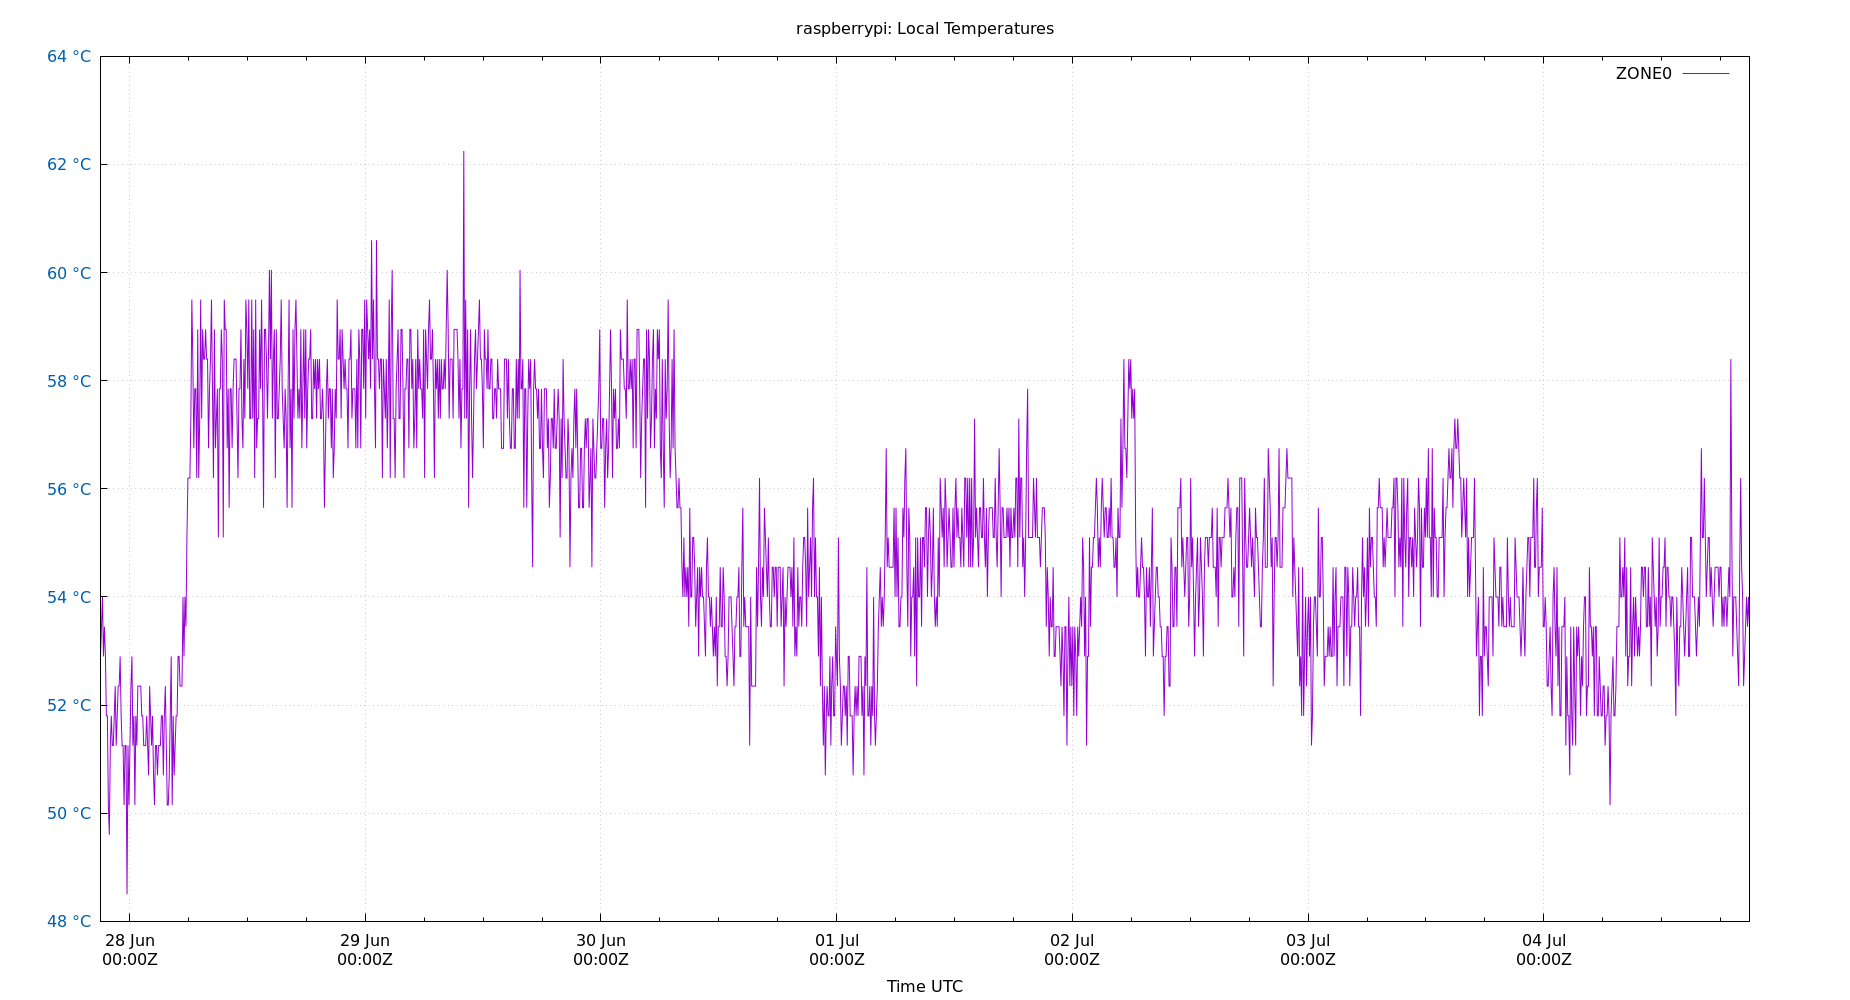 raspberrypi: Local Temperatures
64 °C
ZONE0
62 °C
60 °C
58 °C
56 °C
54 °C
52 °C
50 °C
48 °C
28 Jun 29 Jun 30 Jun 01 Jul 02 Jul 03 Jul 04 Jul
00:00Z 00:00Z 00:00Z 00:00Z 00:00Z 00:00Z 00:00Z
Time UTC